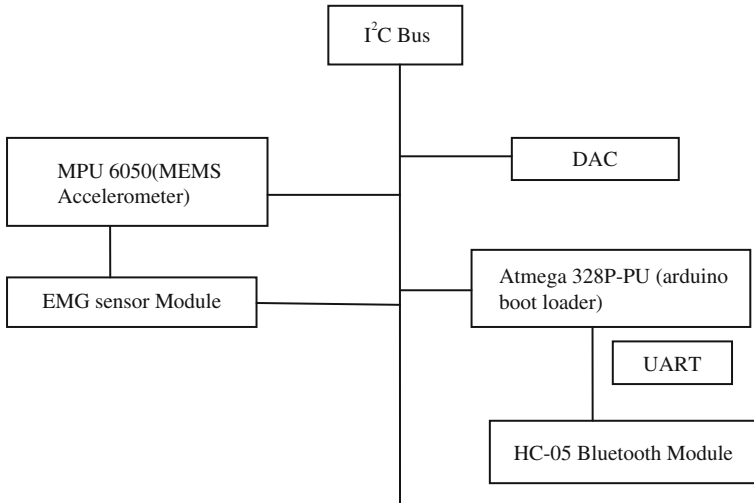 I²C Bus
MPU 6050(MEMS
Accelerometer)
DAC
EMG sensor Module
Atmega 328P-PU (arduino
boot loader)
UART
HC-05 Bluetooth Module